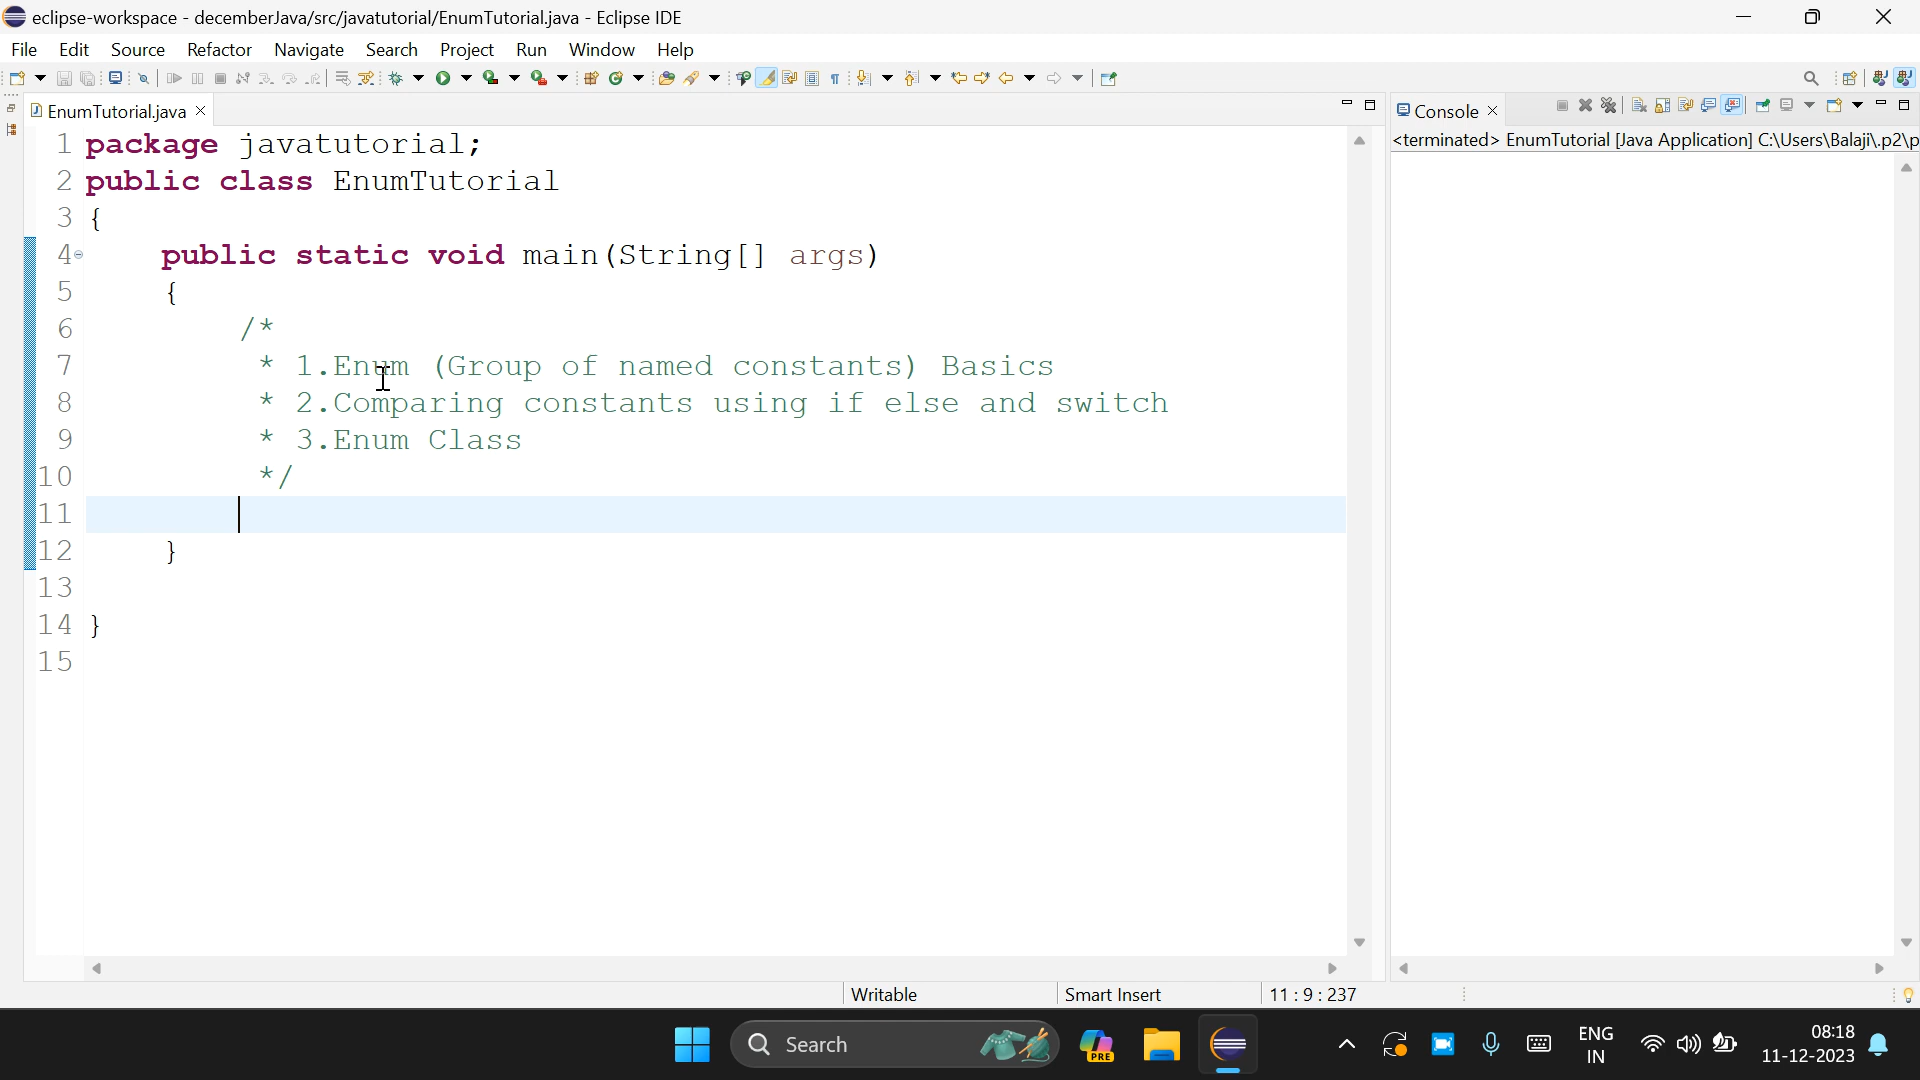 eclipse-workspace - decemberJava/src/javatutorial/EnumTutorial.java - Eclipse IDE
File Edit Source Refactor Navigate Search Project Run Window Help
EnumTutorial.java
Console
<terminated> EnumTutorial [Java Application] C:\Users\Balaji\.p2\p
1 package javatutorial;
2 public class EnumTutorial
3 {
4 public static void main(String[] args)
5 {
6 /*
7 * 1.Enum (Group of named constants) Basics
8 * 2.Comparing constants using if else and switch
9 * 3.Enum Class
10 */
11
12 }
13
14 }
15
Writable Smart Insert 11 : 9 : 237
Search
PRE
ENG
IN
08:18
11-12-2023